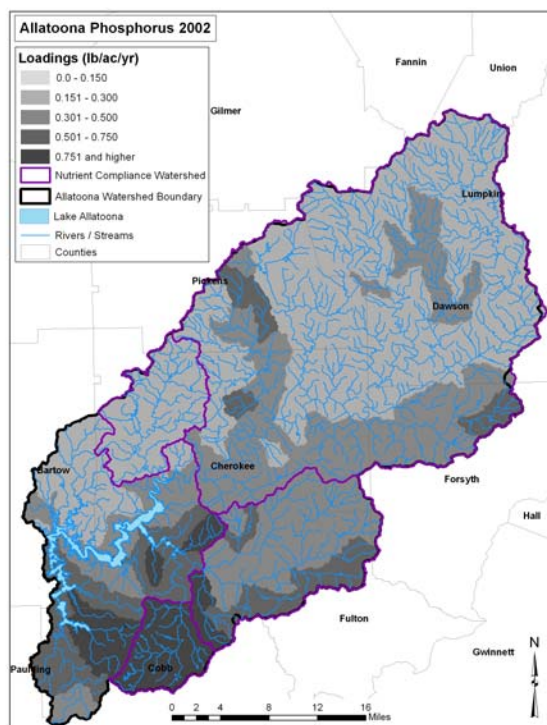 Allatoona Phosphorus 2002
Loadings (lb/ac/yr)
0.0 - 0.150
0.151 - 0.300
0.301 - 0.500
0.501 - 0.750
0.751 and higher
Nutrient Compliance Watershed
Allatoona Watershed Boundary
Lake Allatoona
Rivers / Streams
Counties
Fannin
Union
Gilmer
Lumpkin
Pickens
Dawson
Bartow
Cherokee
Forsyth
Hall
Fulton
Gwinnett
Paulding
Cobb
N
0 2 4 8 12 16
Miles